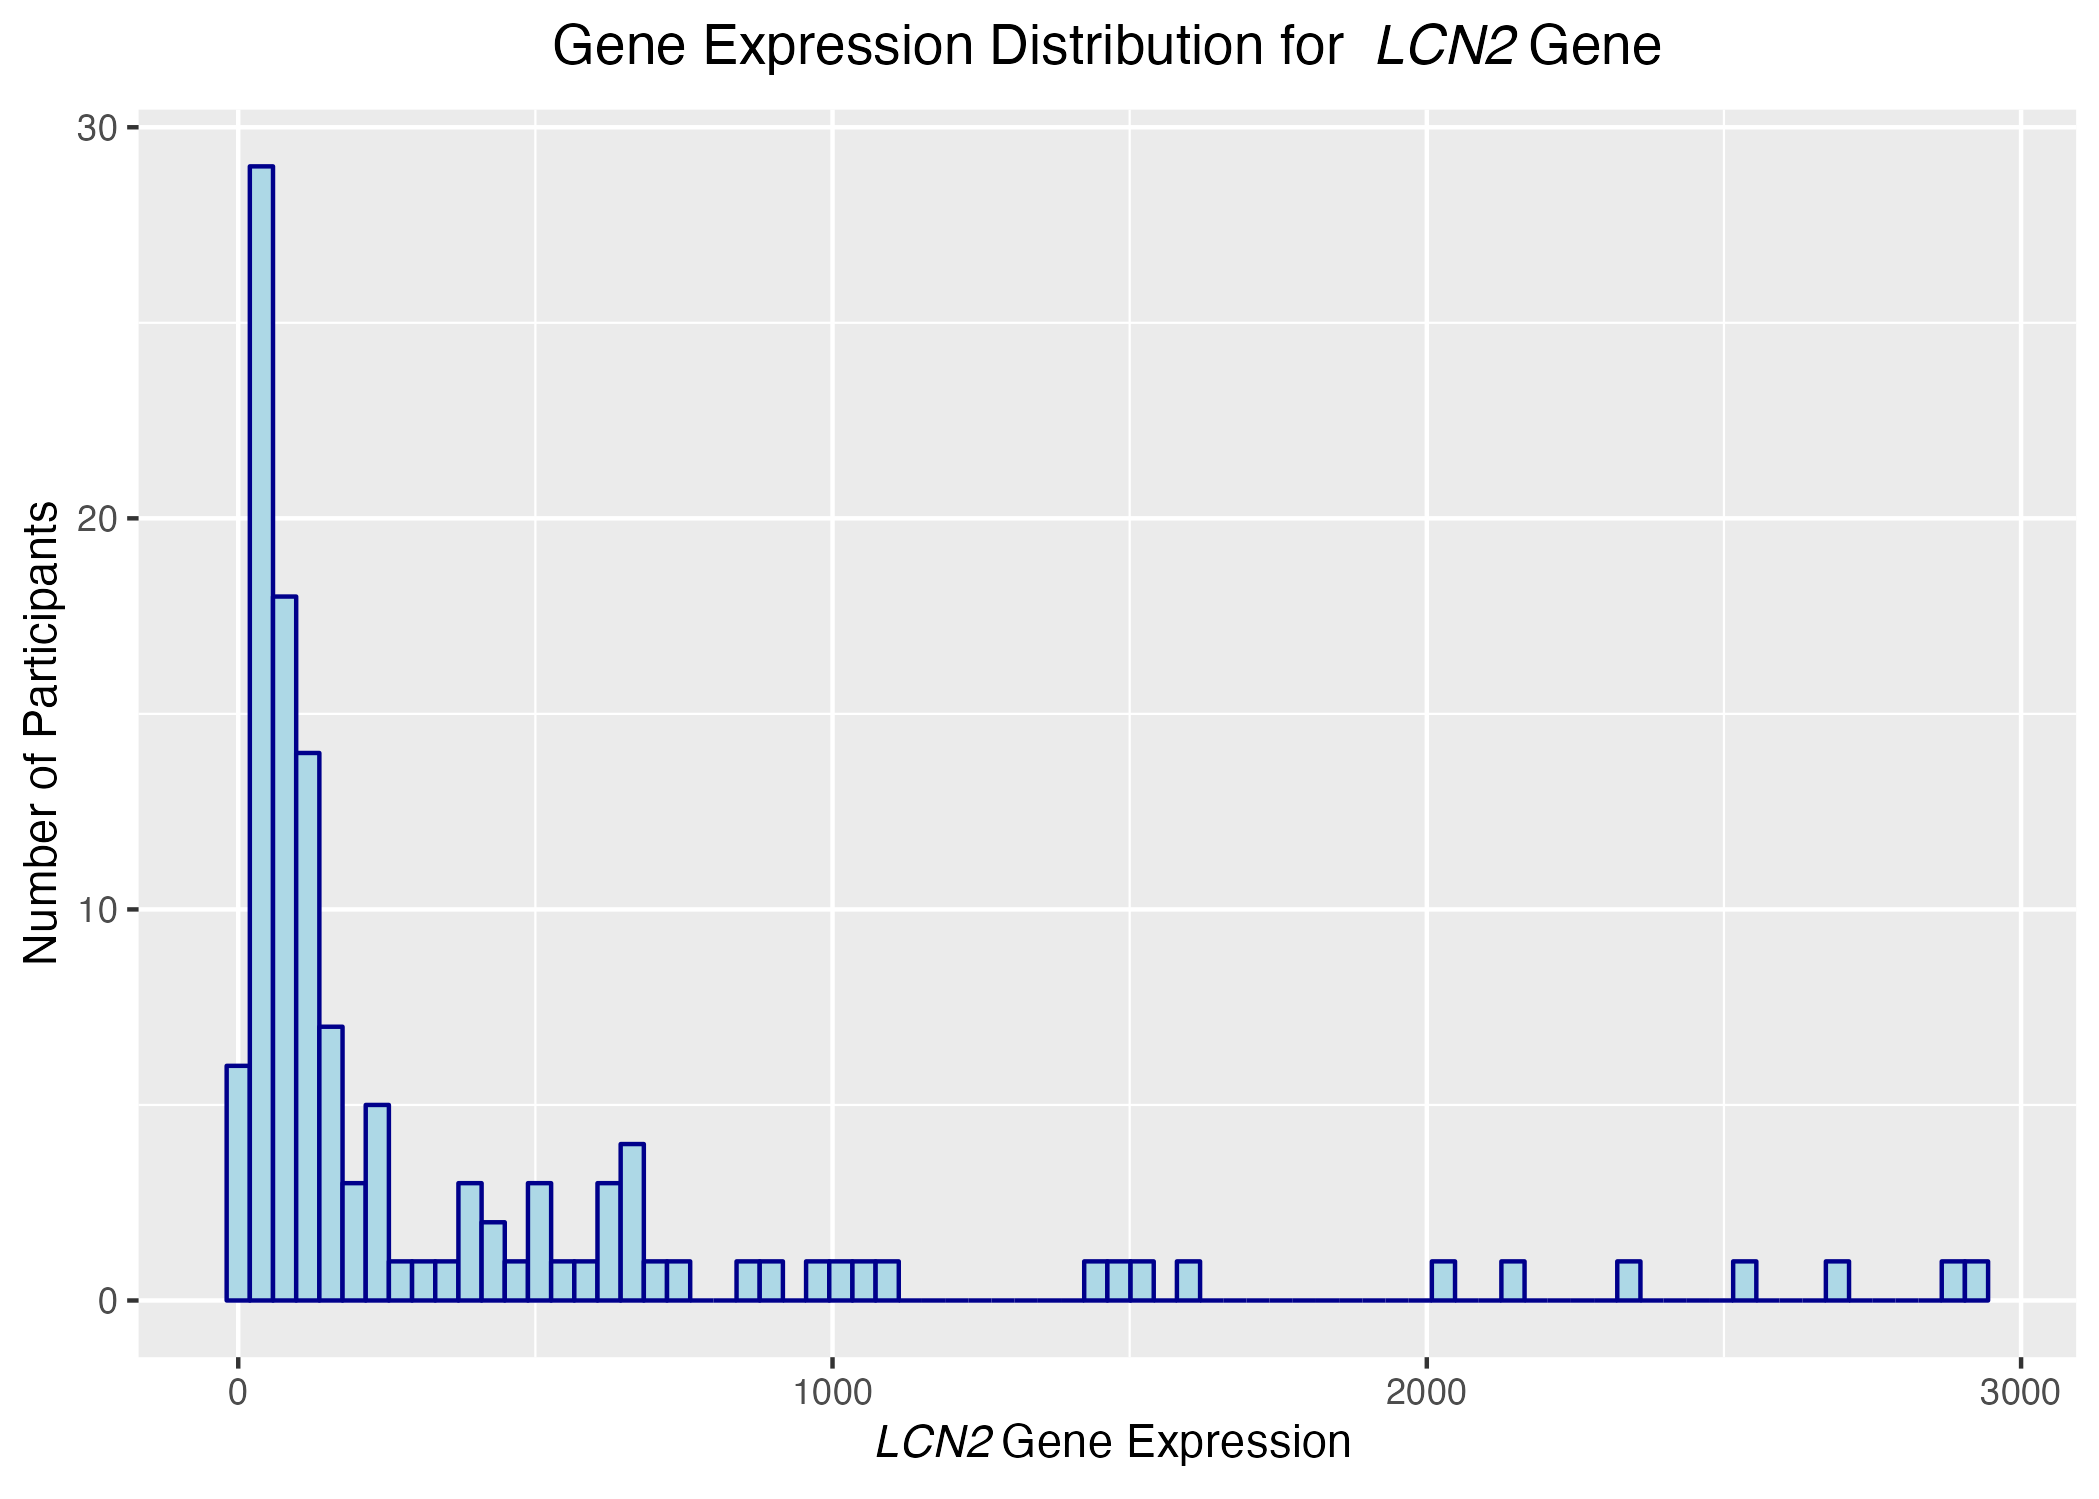 Gene Expression Distribution for LCN2 Gene
Number of Participants
30
20
10
0
0 1000 2000 3000
LCN2 Gene Expression